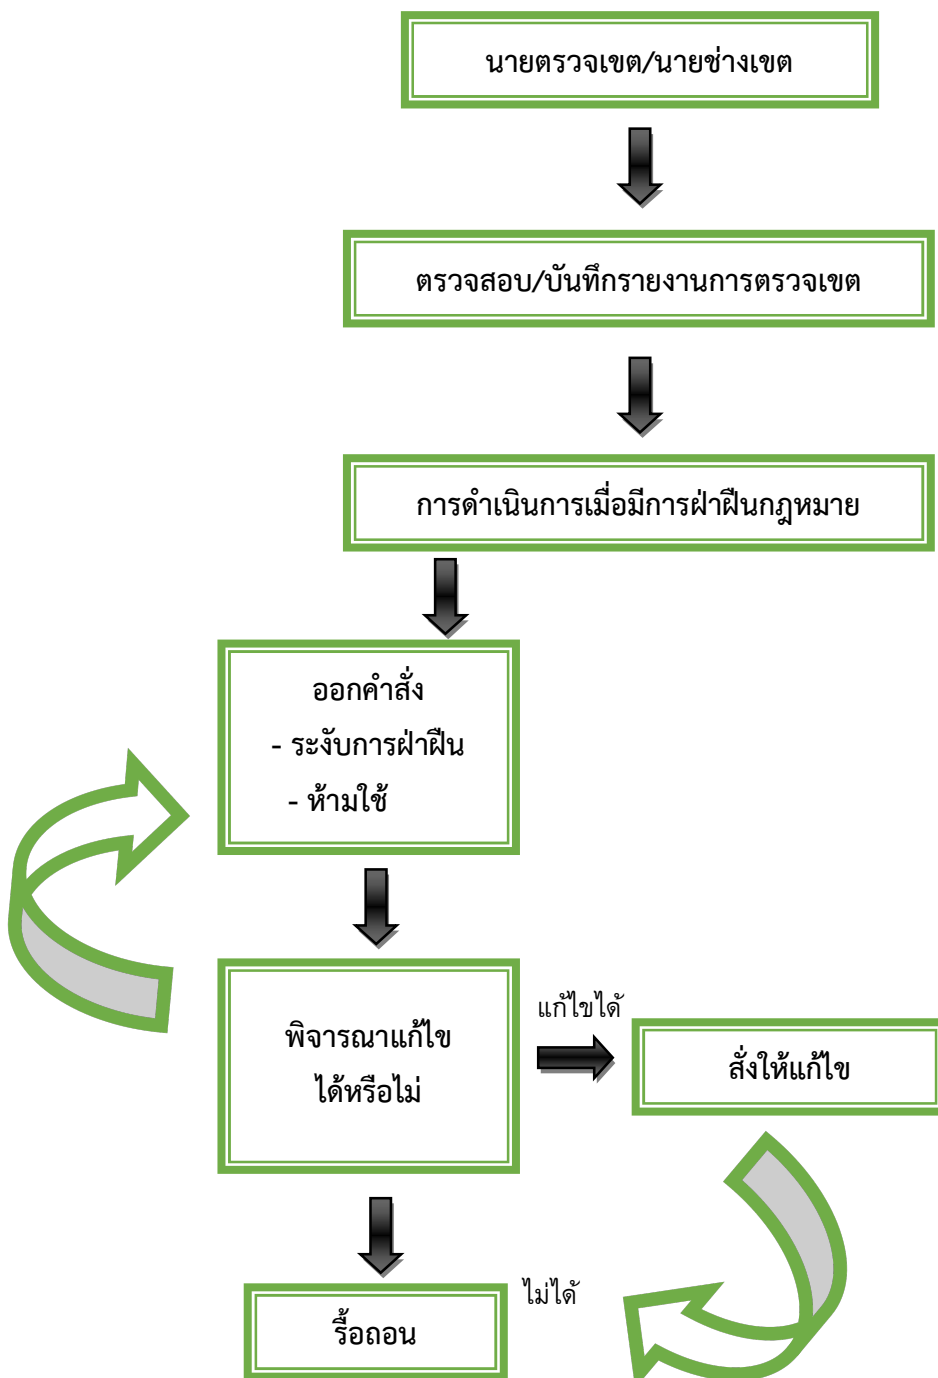 นายตรวจเขต/นายช่างเขต
ตรวจสอบ/บันทึกรายงานการตรวจเขต
การดำเนินการเมื่อมีการฝ่าฝืนกฎหมาย
ออกคำสั่ง
- ระงับการฝ่าฝืน
- ห้ามใช้
พิจารณาแก้ไข
ได้หรือไม่
แก้ไขได้
สั่งให้แก้ไข
ไม่ได้
รื้อถอน